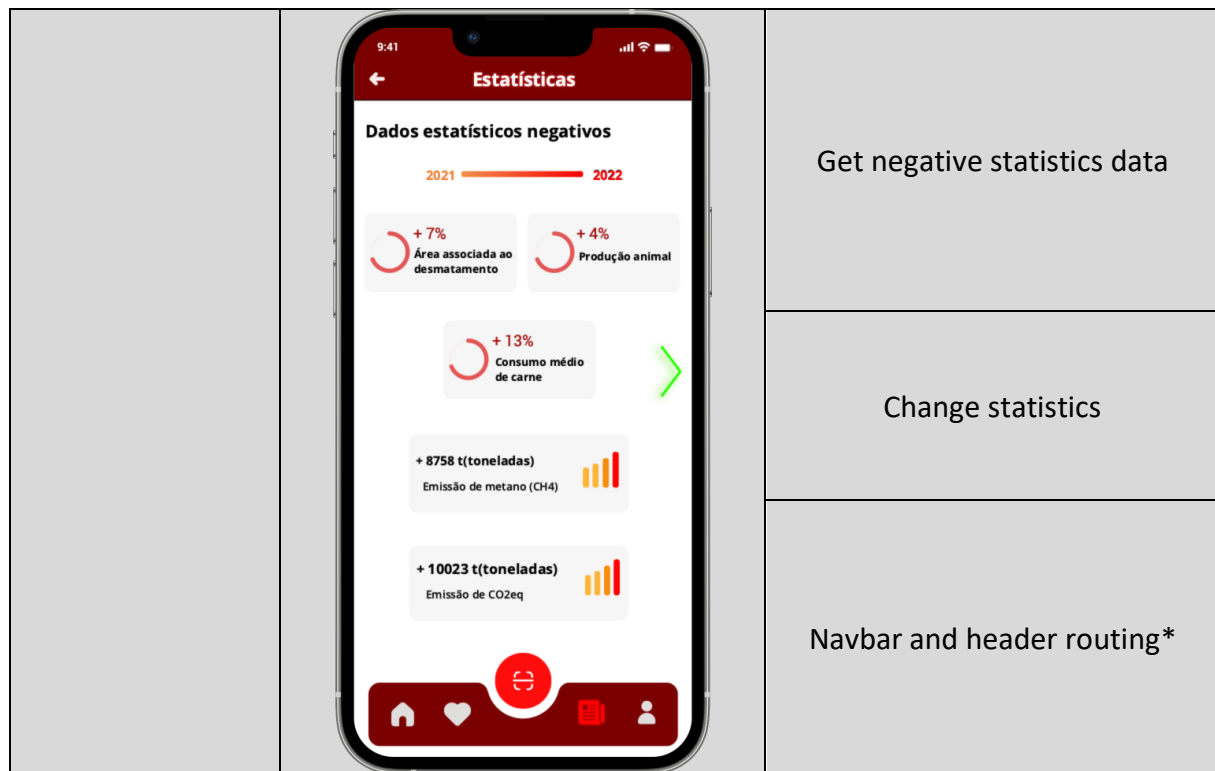 9:41
Estatísticas
Dados estatísticos negativos
2021
2022
+ 7%
Área associada ao
desmatamento
+ 4%
Produção animal
+ 13%
Consumo médio
de carne
+ 8758 t(toneladas)
Emissão de metano (CH4)
+ 10023 t(toneladas)
Emissão de CO2eq
Get negative statistics data
Change statistics
Navbar and header routing*